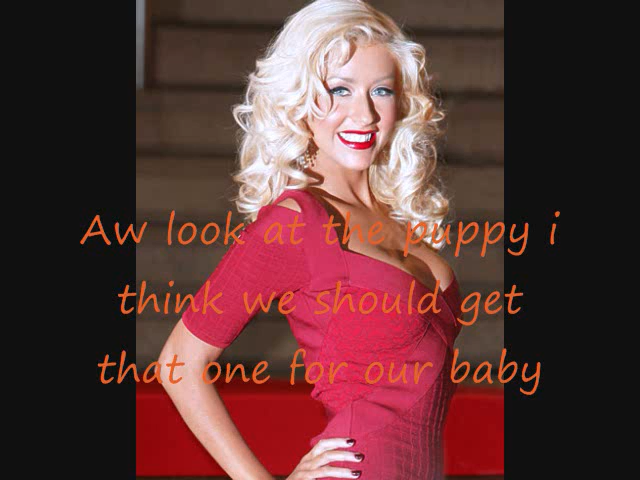 Aw look at the puppy i
think we should get
that one for our baby